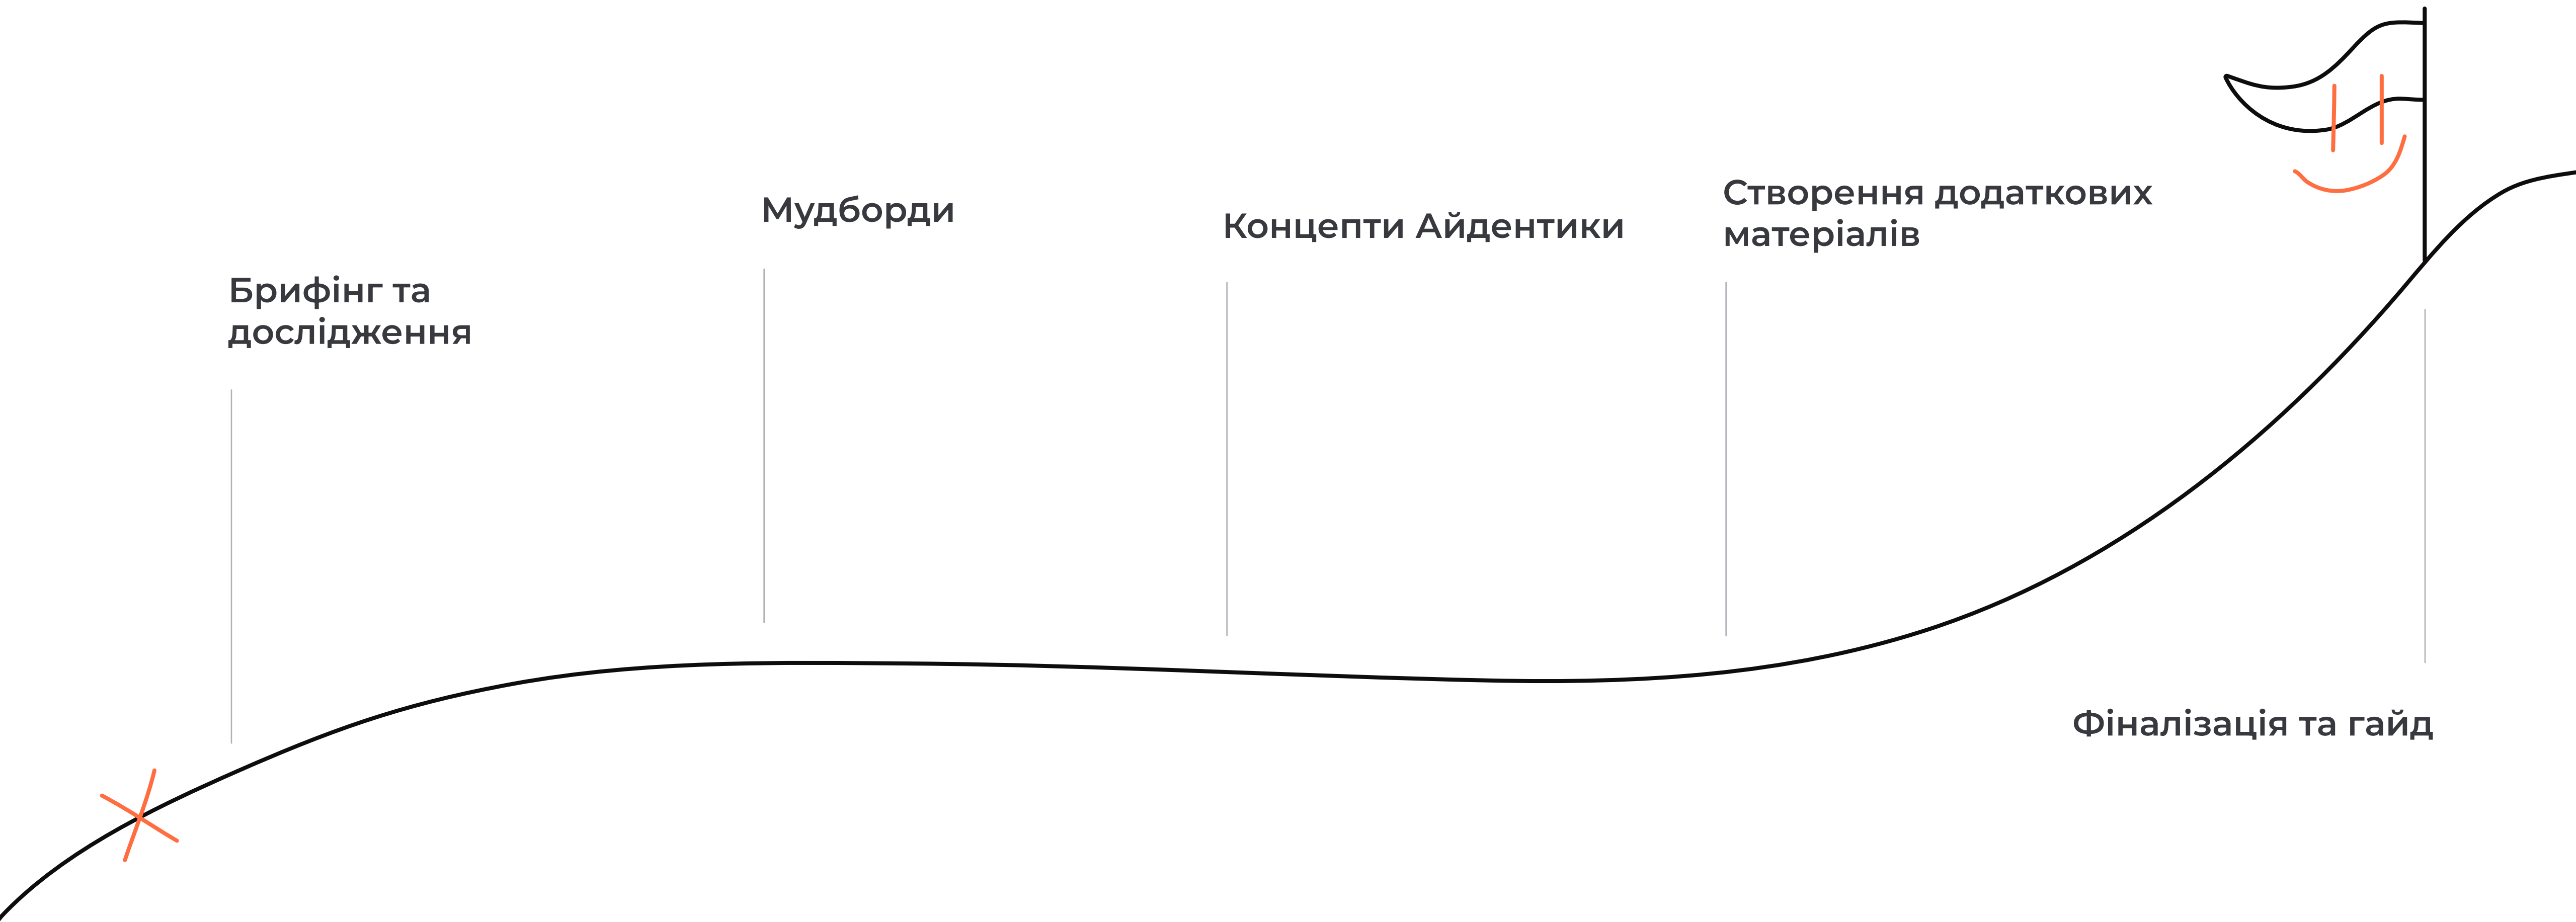 Брифінг та
дослідження
Мудборди
Концепти Айдентики
Створення додаткових
матеріалів
Фіналізація та гайд